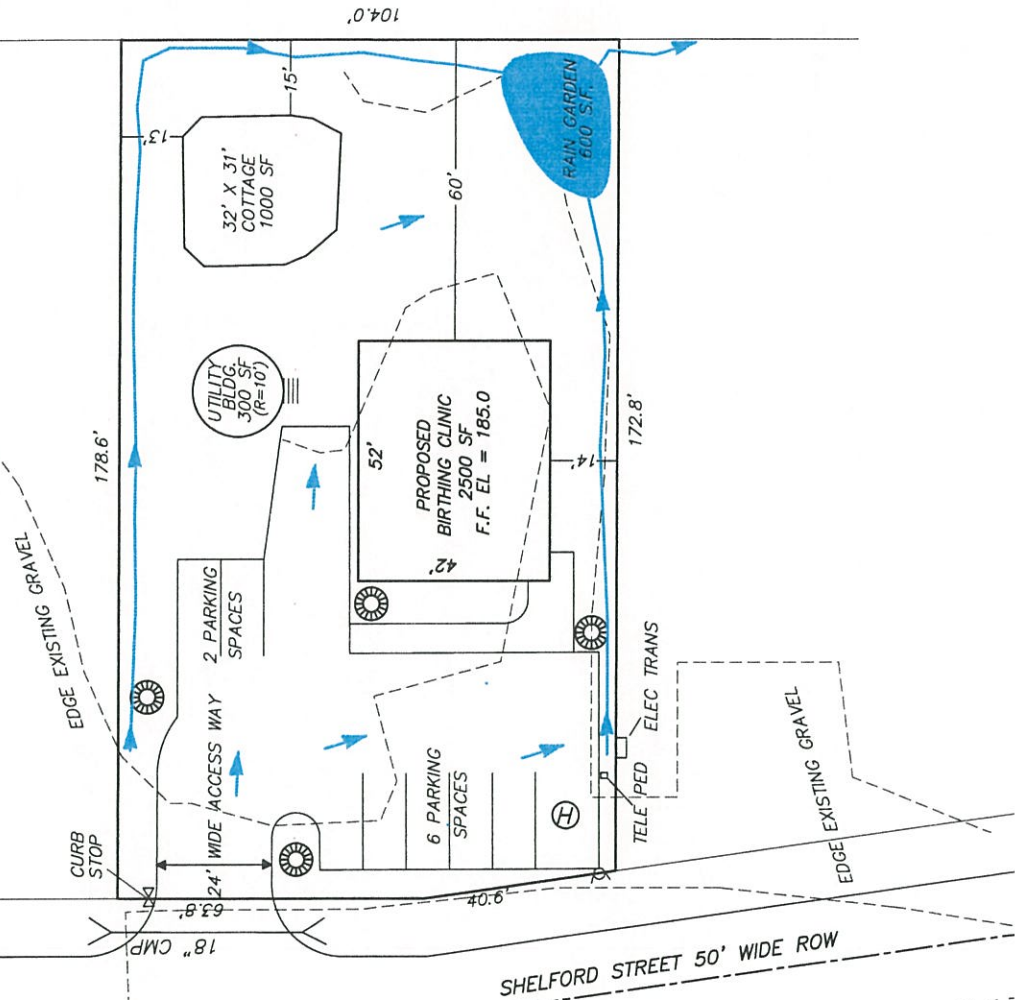 104.0'
15'
13'
32' X 31'
COTTAGE
1000 SF
RAIN GARDEN
600 S.F.
60'
UTILITY
BLDG.
300 SF
(R=10')
178.6'
52'
PROPOSED
BIRTHING CLINIC
2500 SF
F.F. EL = 185.0
42'
14'
172.8'
EDGE EXISTING GRAVEL
2 PARKING
SPACES
24' WIDE ACCESS WAY
6 PARKING
SPACES
H
ELEC TRANS
TELE PED
EDGE EXISTING GRAVEL
CURB
STOP
63.8'
40.6'
18" CMP
SHELFORD STREET 50' WIDE ROW